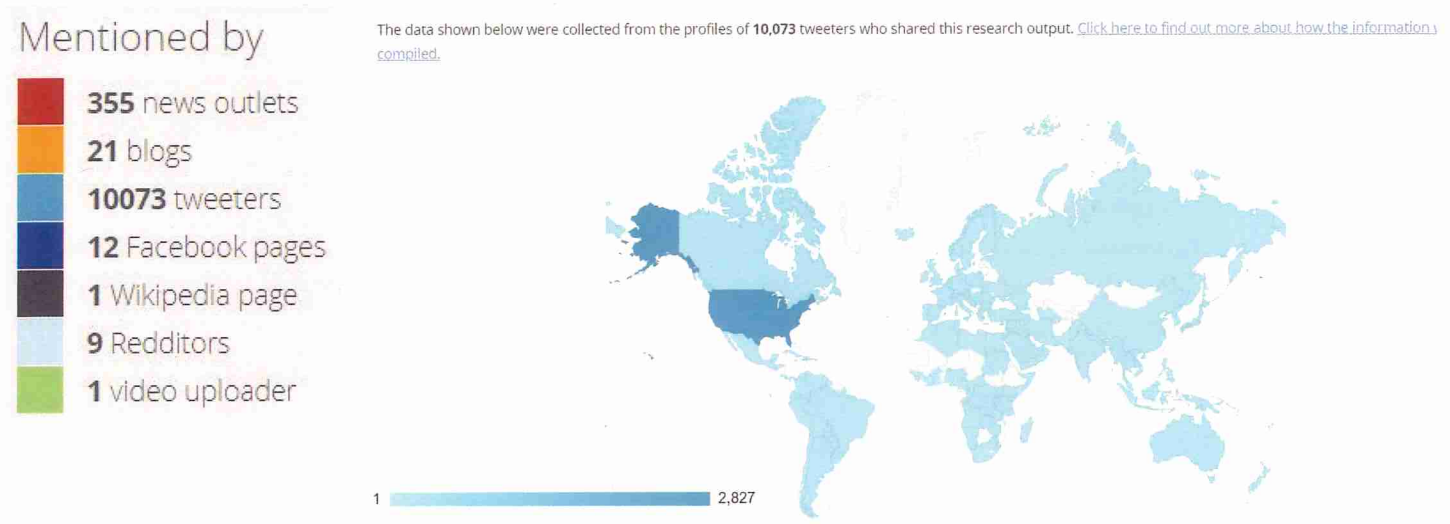 Mentioned by
355 news outlets
21 blogs
10073 tweeters
12 Facebook pages
1 Wikipedia page
9 Redditors
1 video uploader
The data shown below were collected from the profiles of 10,073 tweeters who shared this research output. Click here to find out more about how the information
compiled.
1
2,827